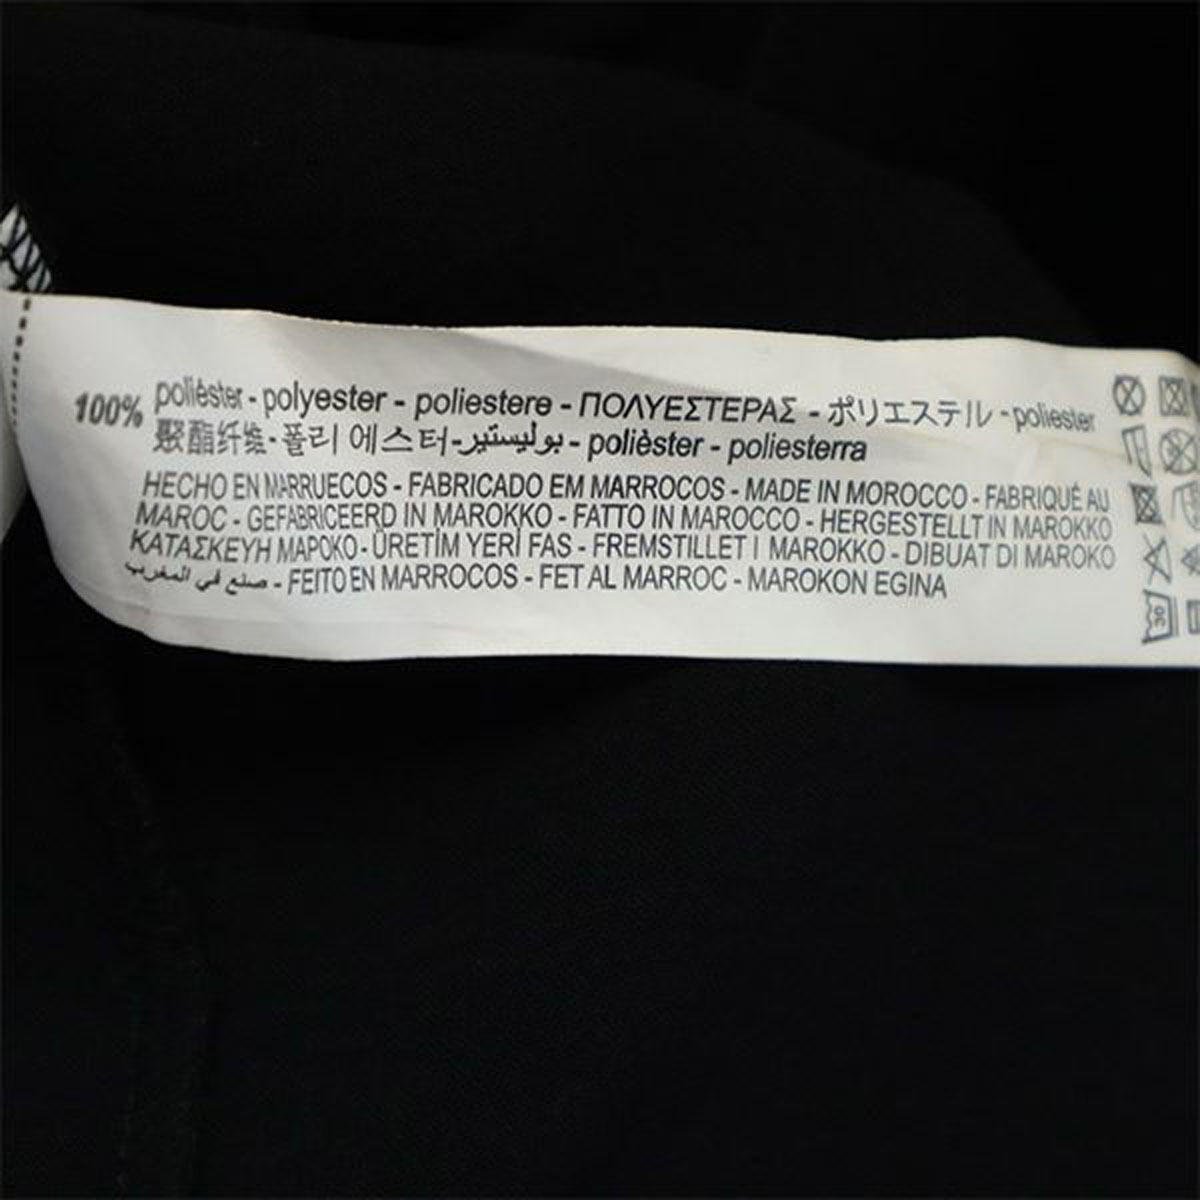 100% poliéster - polyester - poliestere - ΠΟΛΥΕΣΤΕΡΑΣ - ポリエステル - poliester
聚酯纤维 - 폴리 에스터 - بوليستير - polièster - poliesterra
HECHO EN MARRUECOS - FABRICADO EM MARROCOS - MADE IN MOROCCO - FABRIQUÉ AU
MAROC - GEFABRICEERD IN MAROKKO - FATTO IN MAROCCO - HERGESTELLT IN MAROKKO
ΚΑΤΑΣΚΕΥΗ ΜΑΡΟΚΟ - ÜRETİM YERİ FAS - FREMSTILLET I MAROKKO - DIBUAT DI MAROKO
صنع في المغرب - FEITO EN MARROCOS - FET AL MARROC - MAROKON EGINA
30